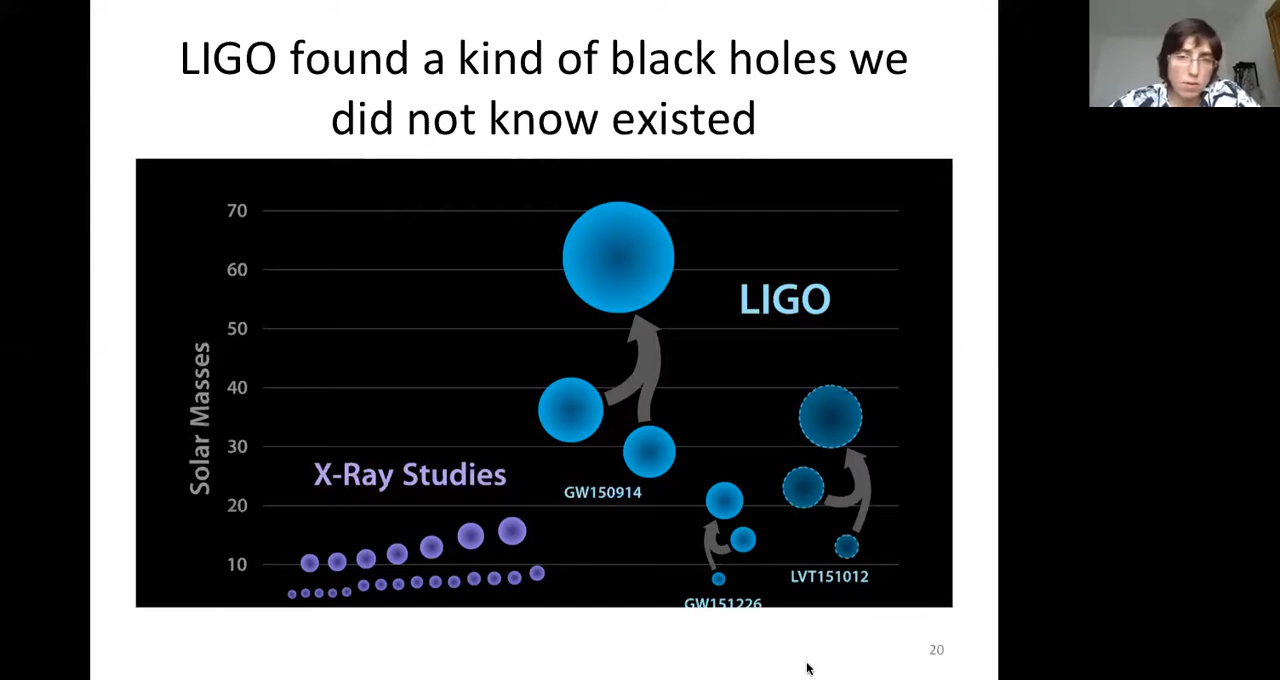 LIGO found a kind of black holes we
did not know existed
70
60
50
40
30
20
10
Solar Masses
LIGO
X-Ray Studies
GW150914
GW151226
LVT151012
20